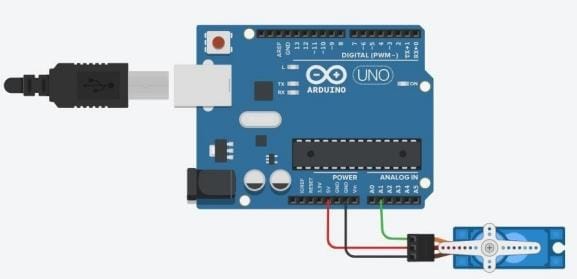 AREF
GND
13
12
~11
~10
~9
8
7
~6
~5
4
~3
2
TX→1
RX←0
DIGITAL (PWM~)
L
TX
RX
UNO
ARDUINO
ON
POWER
ANALOG IN
IOREF
RESET
3.3V
5V
GND
GND
Vin
A0
A1
A2
A3
A4
A5